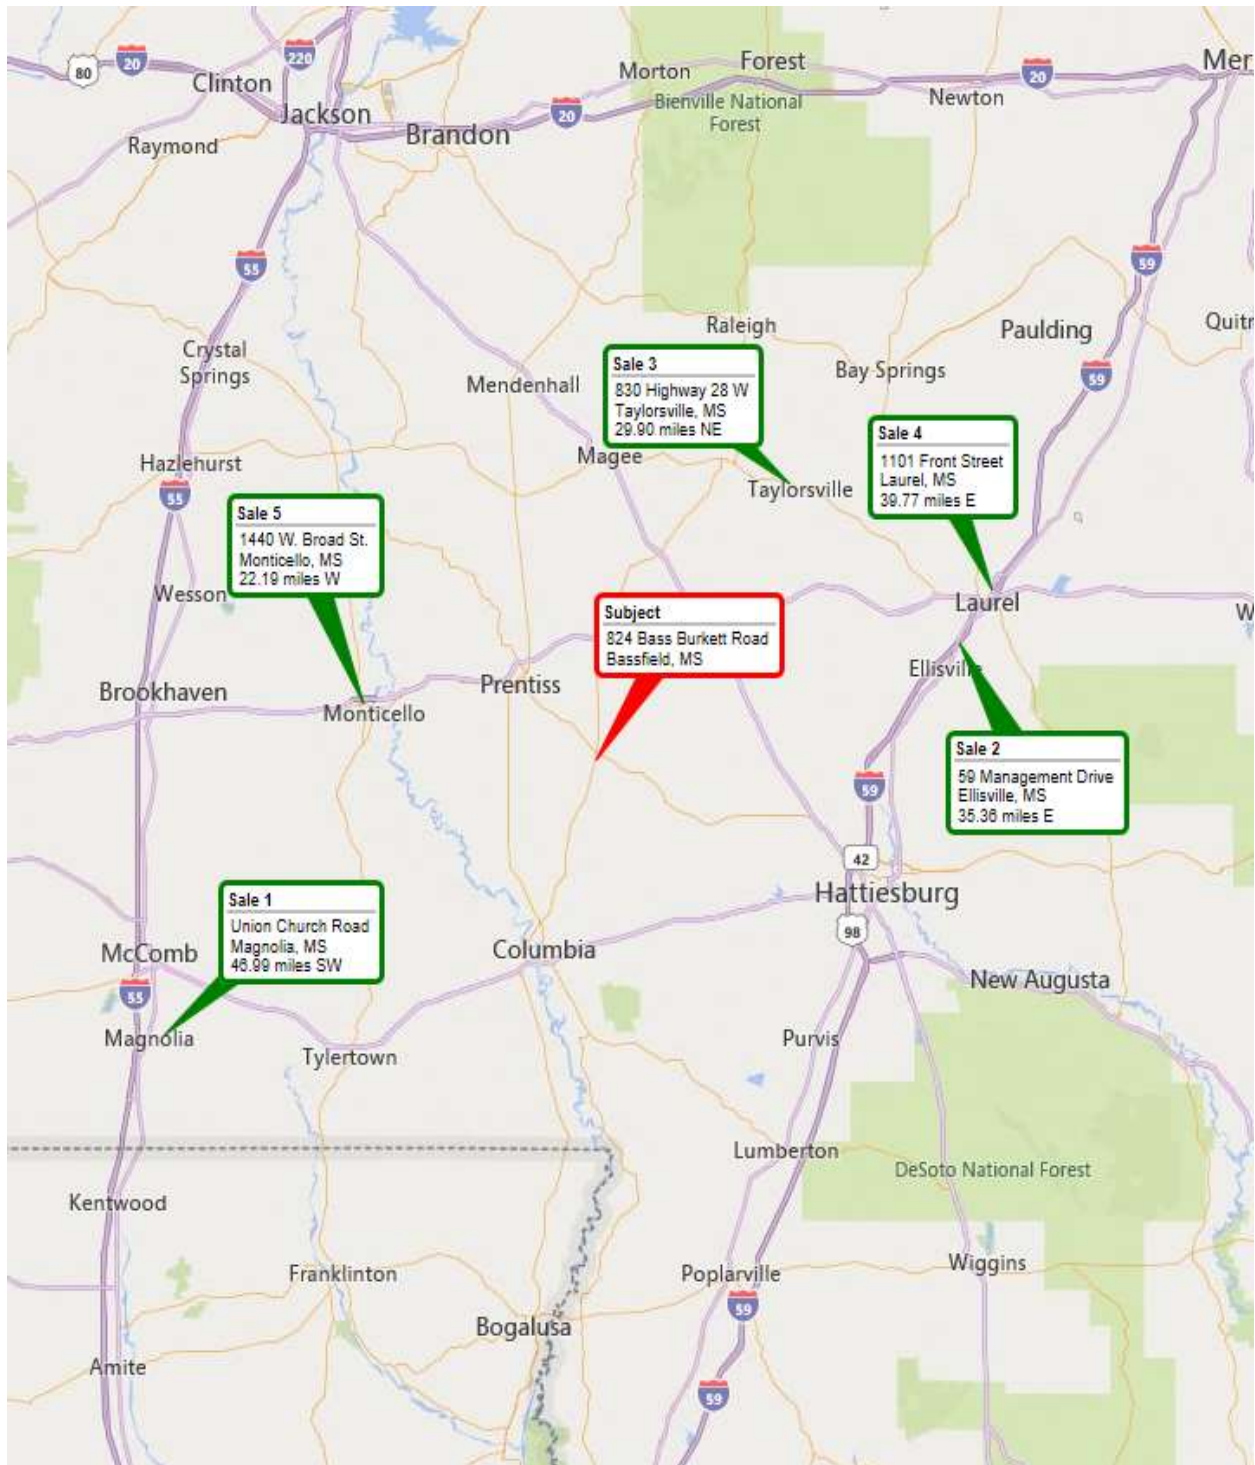 80
20
220
Clinton
Jackson
Brandon
20
Morton
Forest
20
Mer
Newton
Bienville National
Forest
Raymond
55
59
Crystal
Springs
Raleigh
Paulding
Quitr
Mendenhall
Bay Springs
59
Sale 3
830 Highway 28 W
Taylorsville, MS
29.90 miles NE
Sale 4
1101 Front Street
Laurel, MS
39.77 miles E
Hazlehurst
Magee
Taylorsville
55
Sale 5
1440 W. Broad St.
Monticello, MS
22.19 miles W
Wesson
Laurel
W
Subject
824 Bass Burkett Road
Bassfield, MS
Ellisville
Brookhaven
Prentiss
Monticello
Sale 2
59 Management Drive
Ellisville, MS
35.36 miles E
59
42
Hattiesburg
98
Sale 1
Union Church Road
Magnolia, MS
46.99 miles SW
McComb
Columbia
55
New Augusta
Magnolia
Tylertown
Purvis
Lumberton
DeSoto National Forest
Kentwood
Franklinton
Poplarville
Wiggins
59
Bogalusa
Amite
59